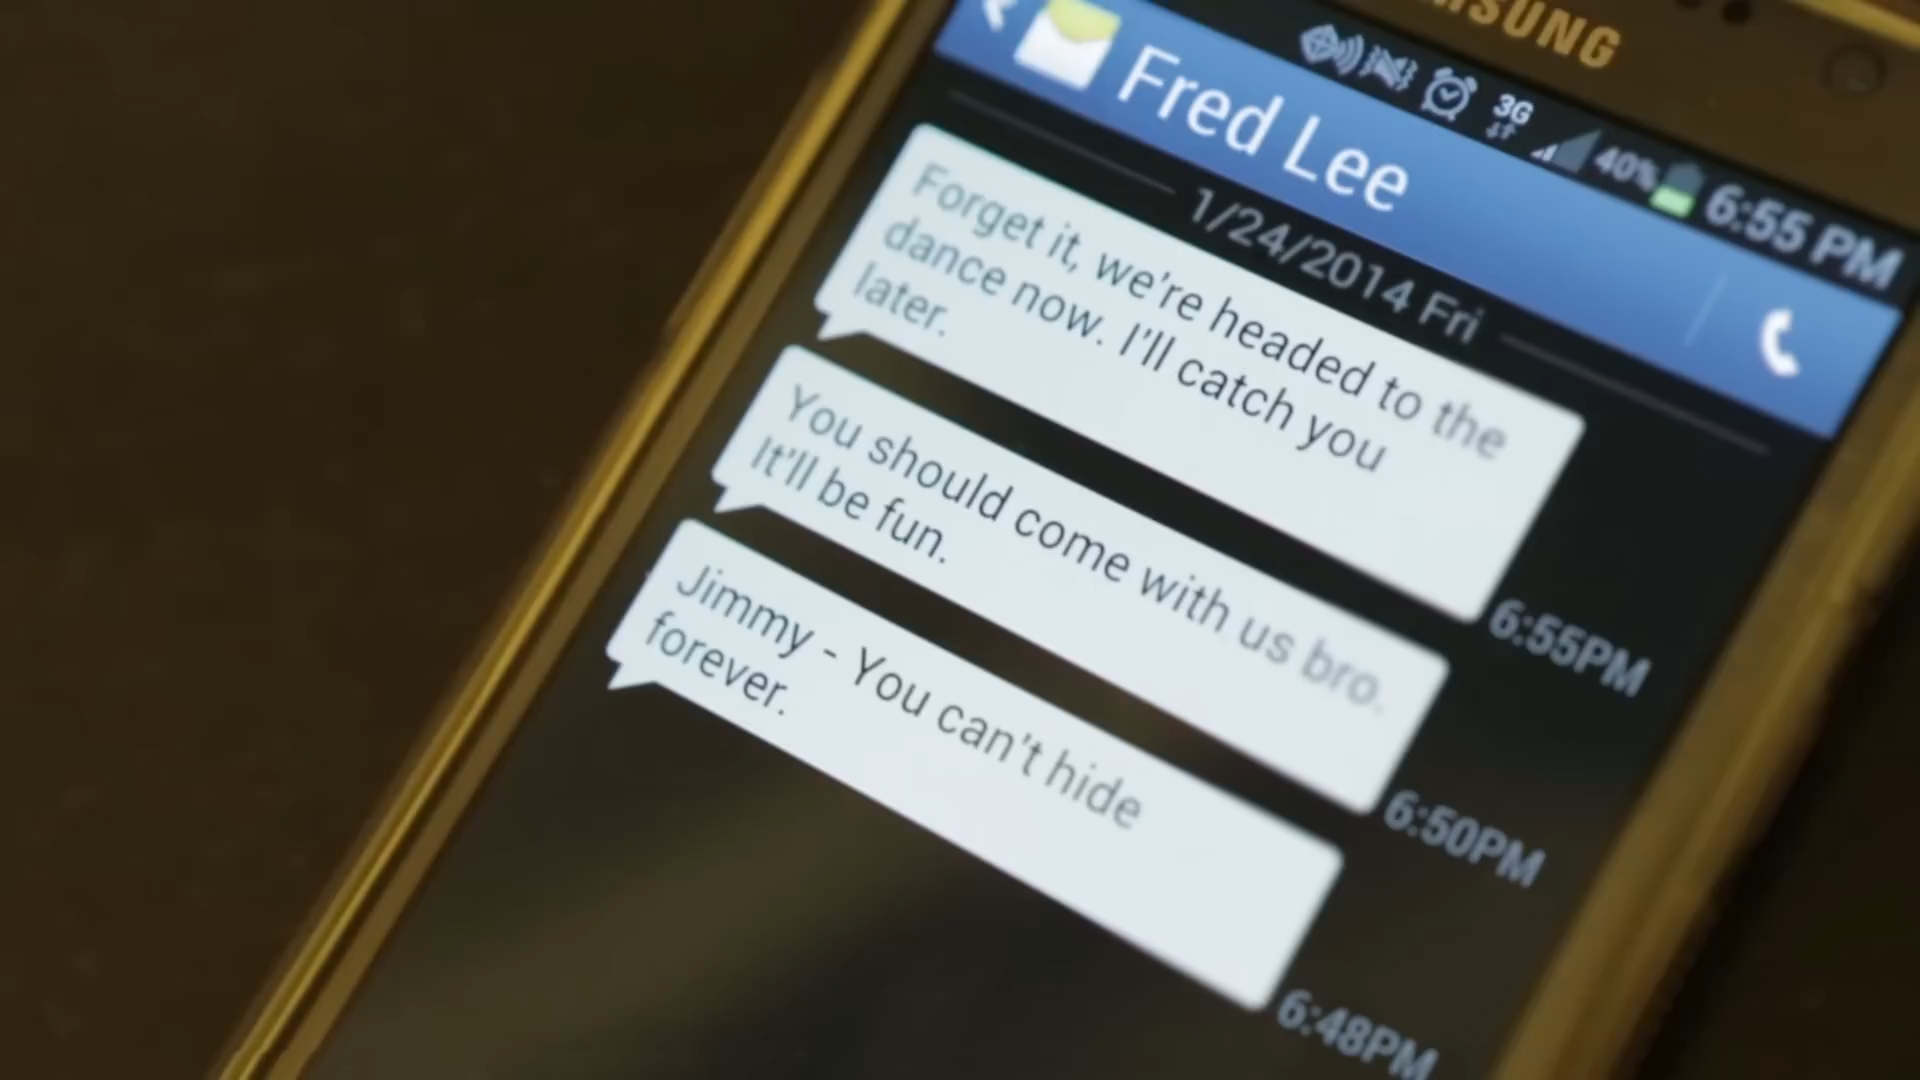 SAMSUNG
3G 40% 6:55 PM
Fred Lee
1/24/2014 Fri
Forget it, we're headed to the
dance now. I'll catch you
later.
6:55PM
You should come with us bro.
It'll be fun.
6:50PM
Jimmy - You can't hide
forever.
6:48PM